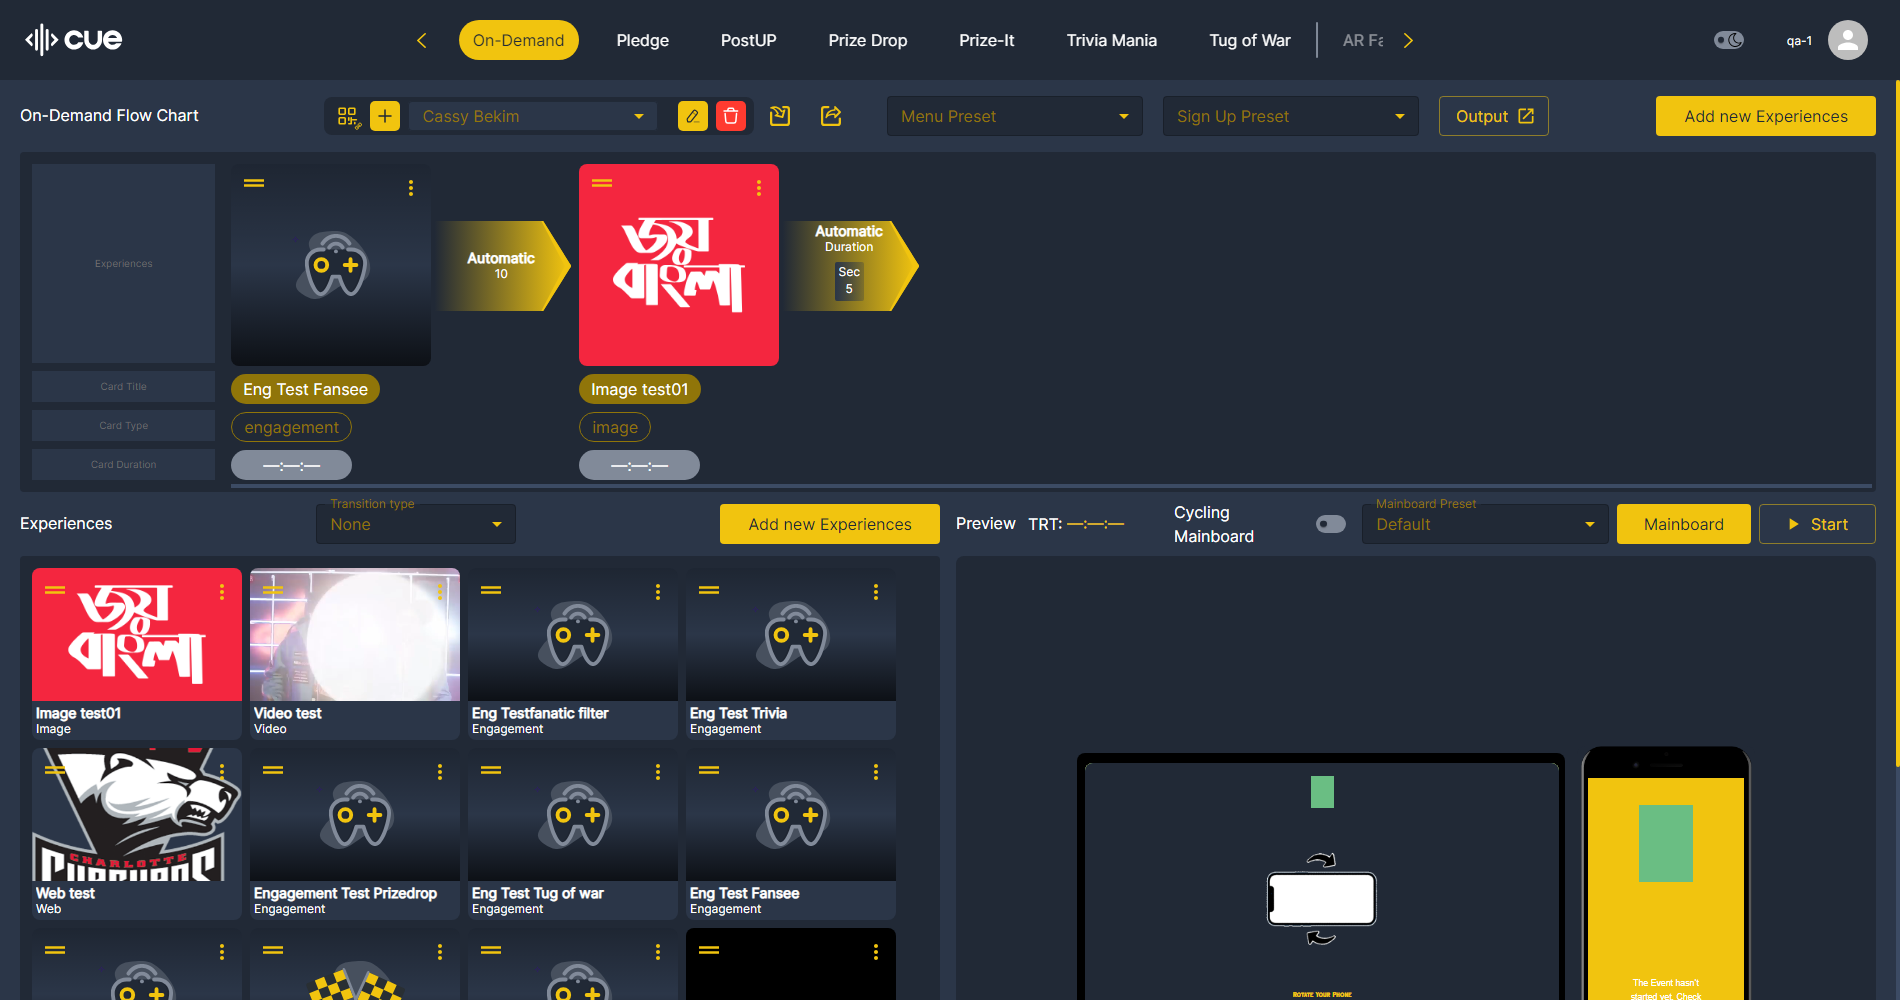 cue
On-Demand
Pledge
PostUP
Prize Drop
Prize-It
Trivia Mania
Tug of War
AR Fa
qa-1
On-Demand Flow Chart
Cassy Bekim
Menu Preset
Sign Up Preset
Output
Add new Experiences
Experiences
Card Title
Card Type
Card Duration
Automatic
10
জয়
বাংলা
Automatic
Duration
Sec
5
Eng Test Fansee
engagement
—:—:—
Image test01
image
—:—:—
Experiences
Transition type
None
Add new Experiences
Preview
TRT: —:—:—
Cycling
Mainboard
Mainboard Preset
Default
Mainboard
Start
জয়
বাংলা
Image test01
Image
Video test
Video
Eng Testfanatic filter
Engagement
Eng Test Trivia
Engagement
CHARLOTTE
Web test
Web
Engagement Test Prizedrop
Engagement
Eng Test Tug of war
Engagement
Eng Test Fansee
Engagement
Rotate Your Phone
The Event hasn't
started yet. Check